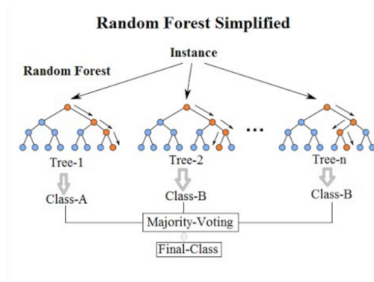 Random Forest Simplified
Instance
Random Forest
...
Tree-1
Tree-2
Tree-n
Class-A
Class-B
Class-B
Majority-Voting
Final-Class